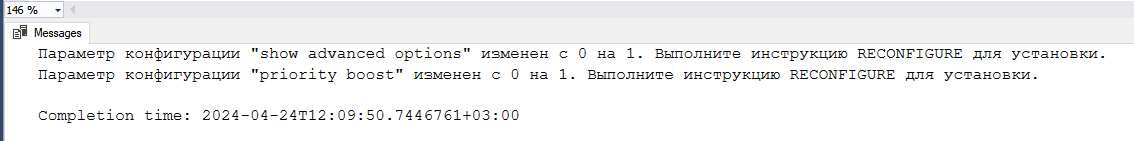 146 %
Messages
Параметр конфигурации "show advanced options" изменен с 0 на 1. Выполните инструкцию RECONFIGURE для установки.
Параметр конфигурации "priority boost" изменен с 0 на 1. Выполните инструкцию RECONFIGURE для установки.
Completion time: 2024-04-24T12:09:50.7446761+03:00